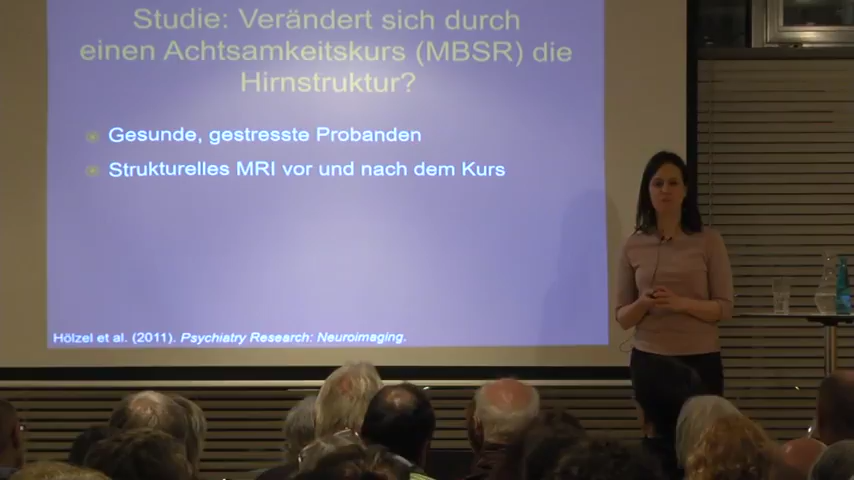 Studie: Verändert sich durch
einen Achtsamkeitskurs (MBSR) die
Hirnstruktur?
Gesunde, gestresste Probanden
Strukturelles MRI vor und nach dem Kurs
Hölzel et al. (2011). Psychiatry Research: Neuroimaging.